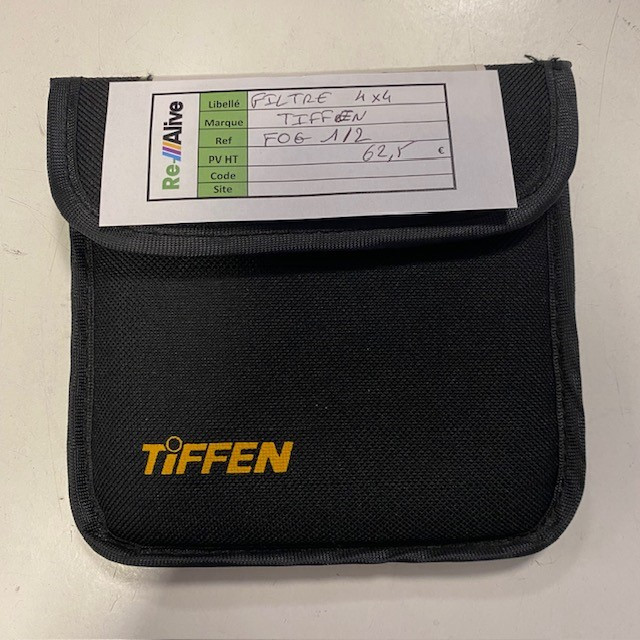 Re-Alive
Libellé FILTRE 4x4
Marque TIFFEN
Ref FOG 1/2
PV HT 62,5 €
Code
Site
TIFFEN